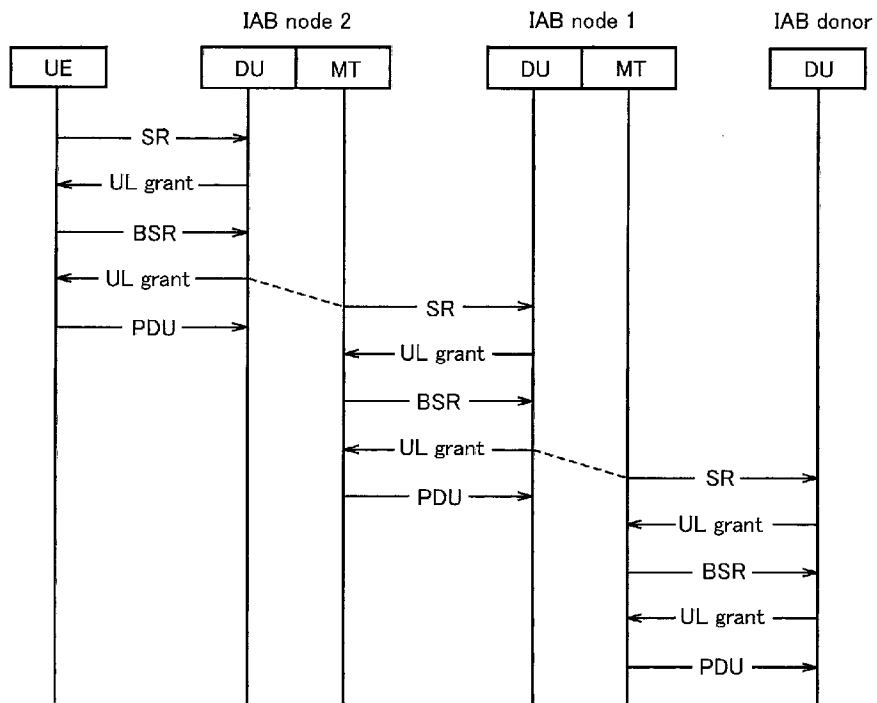 IAB node 2 IAB node 1 IAB donor
UE DU MT DU MT DU
SR
UL grant
BSR
UL grant
SR
PDU
UL grant
BSR
UL grant
SR
PDU
UL grant
BSR
UL grant
PDU